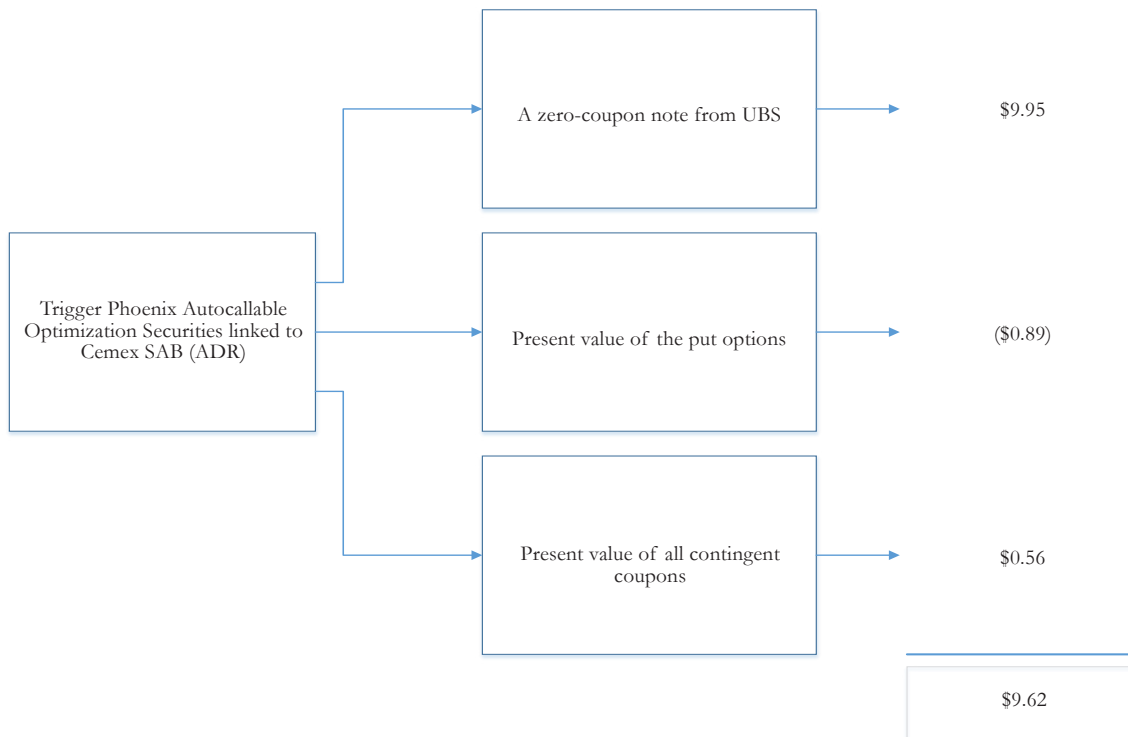 A zero-coupon note from UBS
$9.95
Trigger Phoenix Autocallable
Optimization Securities linked to
Cemex SAB (ADR)
Present value of the put options
($0.89)
Present value of all contingent
coupons
$0.56
$9.62